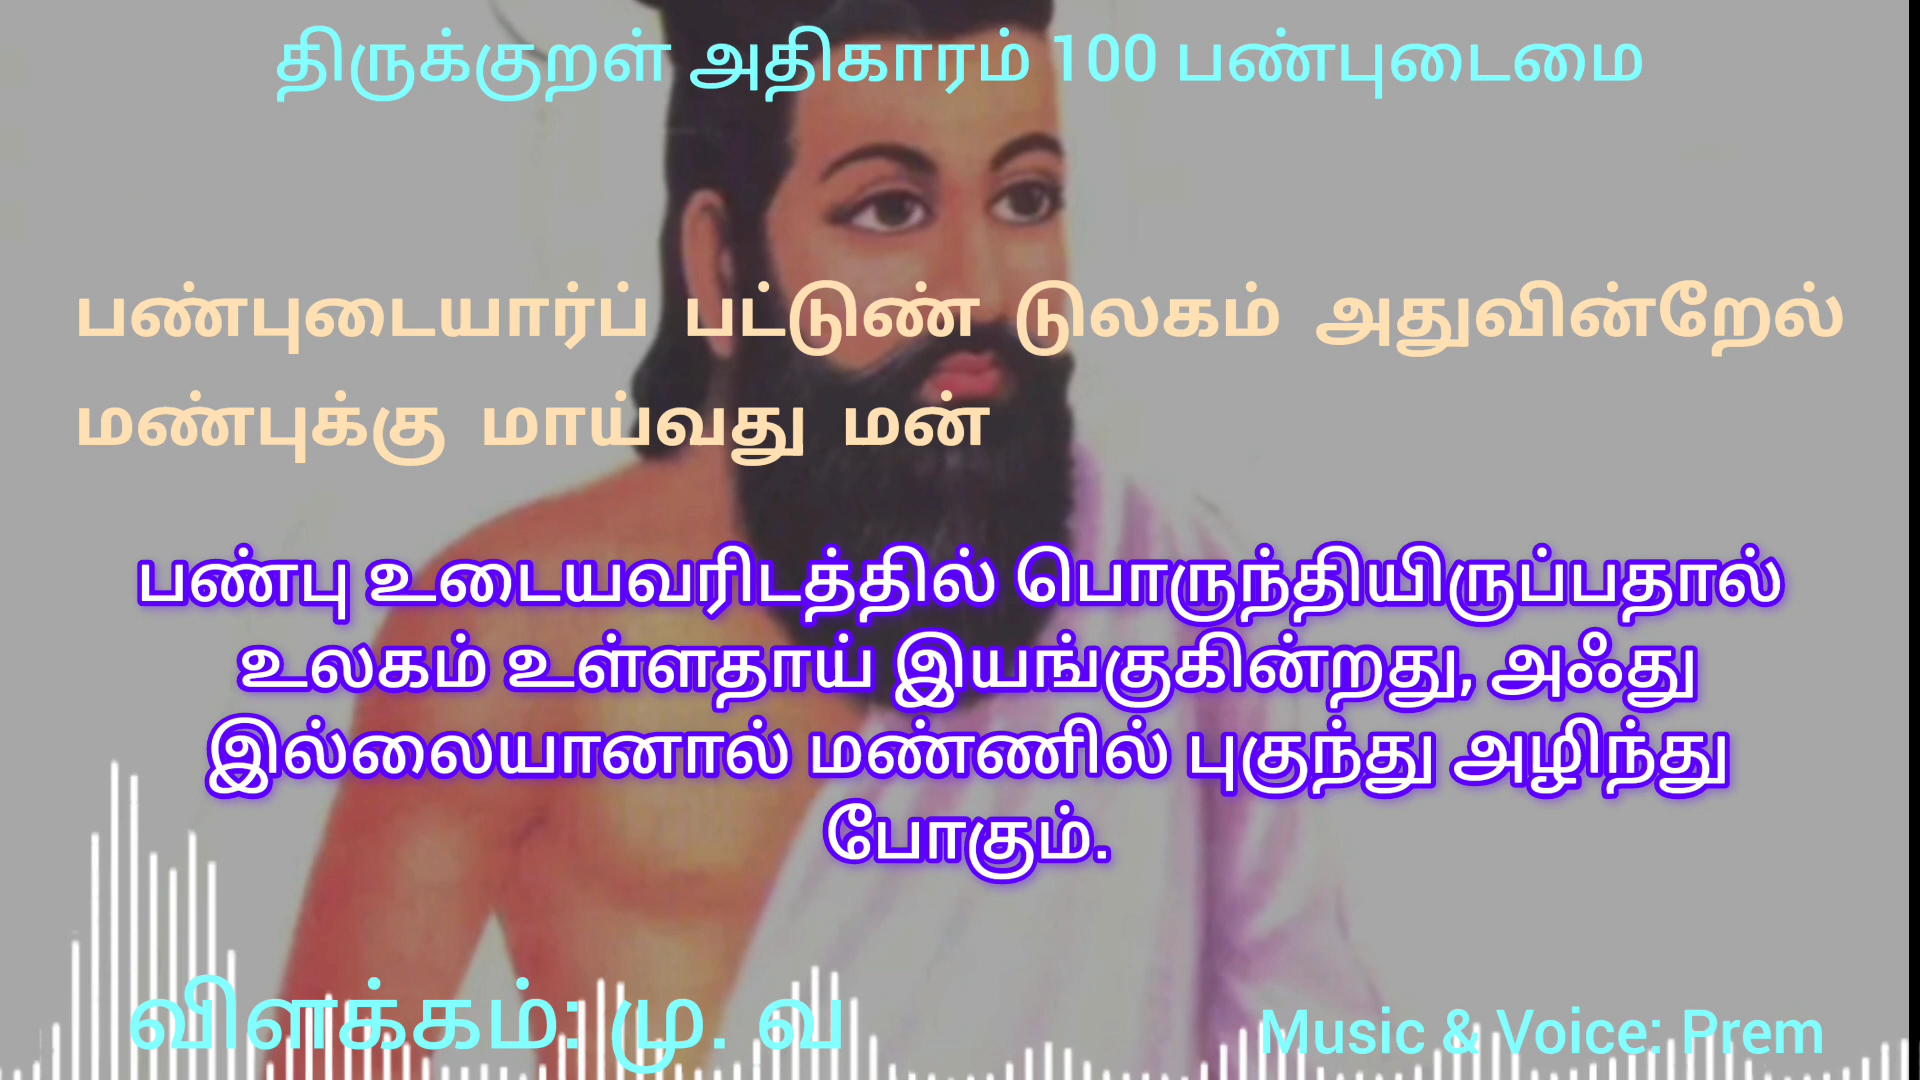 திருக்குறள் அதிகாரம் 100 பண்புடைமை
பண்புடையார்ப் பட்டுண் டுலகம் அதுவின்றேல்
மண்புக்கு மாய்வது மன்
பண்பு உடையவரிடத்தில் பொருந்தியிருப்பதால்
உலகம் உள்ளதாய் இயங்குகின்றது, அஃது
இல்லையானால் மண்ணில் புகுந்து அழிந்து
போகும்.
விளக்கம்: மு. வ
Music & Voice: Prem